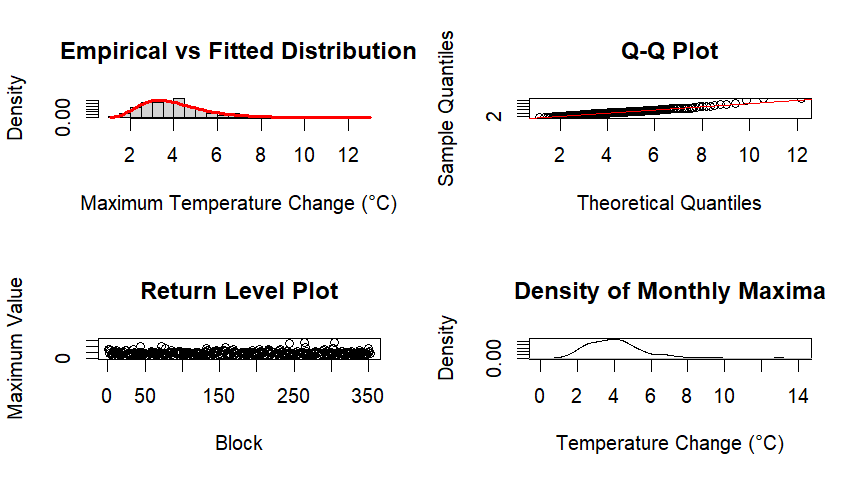 Empirical vs Fitted Distribution
Density
0.00
2 4 6 8 10 12
Maximum Temperature Change (°C)
Q-Q Plot
Sample Quantiles
2
2 4 6 8 10 12
Theoretical Quantiles
Return Level Plot
Maximum Value
0
0 50 150 250 350
Block
Density of Monthly Maxima
Density
0.00
0 2 4 6 8 10 14
Temperature Change (°C)